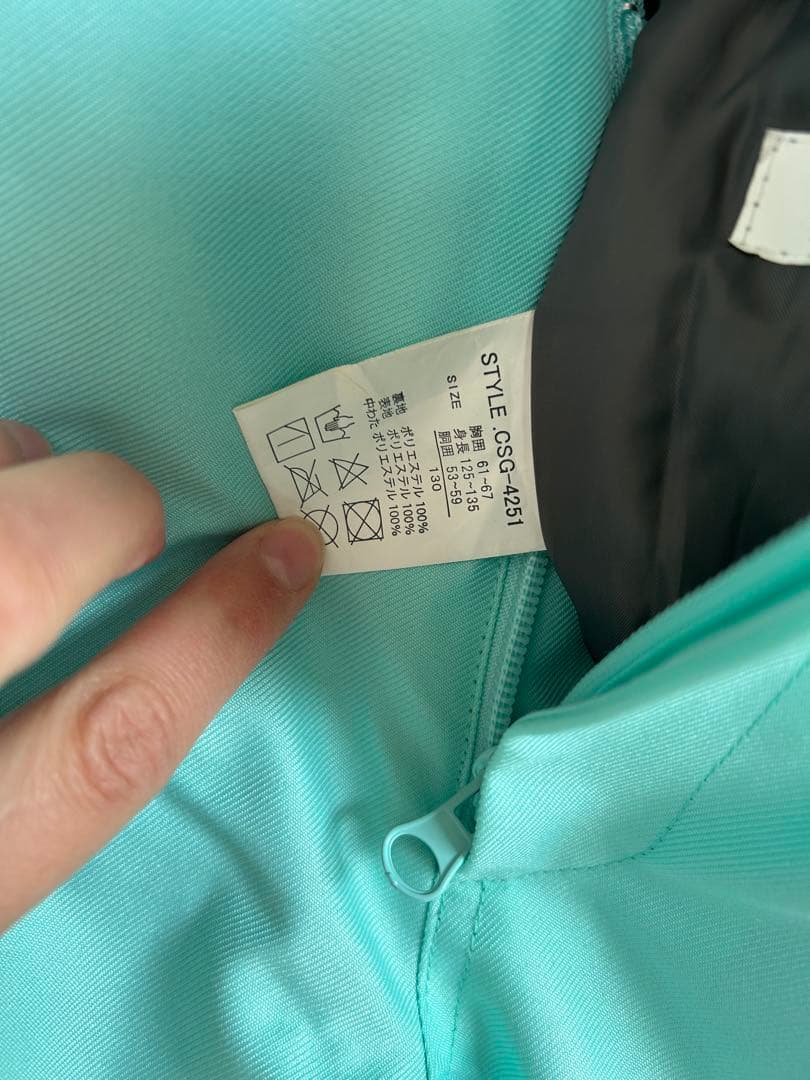 STYLE .CSG-4251
SIZE
胸囲 61~67
身長 125~135
胴囲 53~59
130
裏地 ポリエステル 100%
表地 ポリエステル 100%
中わた ポリエステル 100%